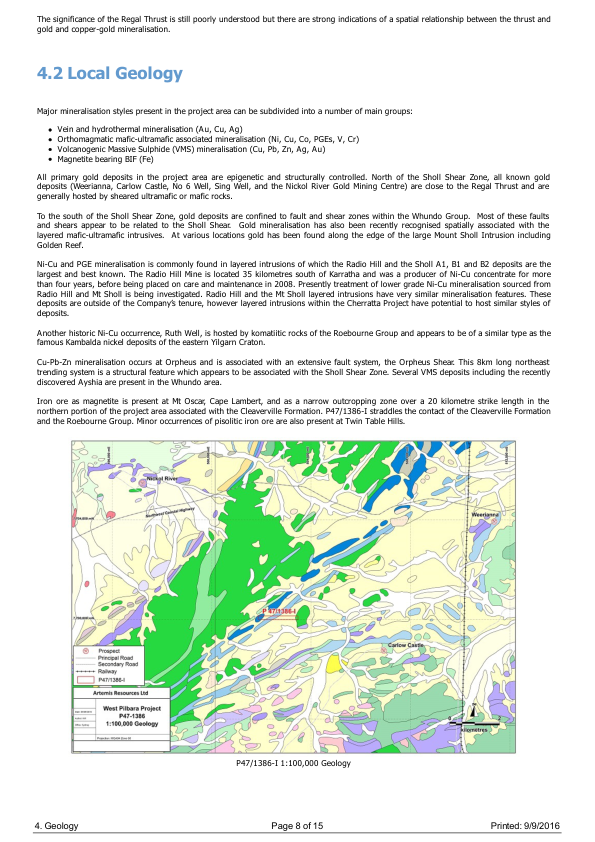 The significance of the Regal Thrust is still poorly understood but there are strong indications of a spatial relationship between the thrust and
gold and copper-gold mineralisation.
4.2 Local Geology
Major mineralisation styles present in the project area can be subdivided into a number of main groups:
• Vein and hydrothermal mineralisation (Au, Cu, Ag)
• Orthomagmatic mafic-ultramafic associated mineralisation (Ni, Cu, Co, PGEs, V, Cr)
• Volcanogenic Massive Sulphide (VMS) mineralisation (Cu, Pb, Zn, Ag, Au)
• Magnetite bearing BIF (Fe)
All primary gold deposits in the project area are epigenetic and structurally controlled. North of the Sholl Shear Zone, all known gold
deposits (Weerianna, Carlow Castle, No 6 Well, Sing Well, and the Nickol River Gold Mining Centre) are close to the Regal Thrust and are
generally hosted by sheared ultramafic or mafic rocks.
To the south of the Sholl Shear Zone, gold deposits are confined to fault and shear zones within the Whundo Group. Most of these faults
and shears appear to be related to the Sholl Shear. Gold mineralisation has also been recently recognised spatially associated with the
layered mafic-ultramafic intrusives. At various locations gold has been found along the edge of the large Mount Sholl Intrusion including
Golden Reef.
Ni-Cu and PGE mineralisation is commonly found in layered intrusions of which the Radio Hill and the Sholl A1, B1 and B2 deposits are the
largest and best known. The Radio Hill Mine is located 35 kilometres south of Karratha and was a producer of Ni-Cu concentrate for more
than four years, before being placed on care and maintenance in 2008. Presently treatment of lower grade Ni-Cu mineralisation sourced from
Radio Hill and Mt Sholl is being investigated. Radio Hill and the Mt Sholl layered intrusions have very similar mineralisation features. These
deposits are outside of the Company's tenure, however layered intrusions within the Cherratta Project have potential to host similar styles of
deposits.
Another historic Ni-Cu occurrence, Ruth Well, is hosted by komatiitic rocks of the Roebourne Group and appears to be of a similar type as the
famous Kambalda nickel deposits of the eastern Yilgarn Craton.
Cu-Pb-Zn mineralisation occurs at Orpheus and is associated with an extensive fault system, the Orpheus Shear. This 8km long northeast
trending system is a structural feature which appears to be associated with the Sholl Shear Zone. Several VMS deposits including the recently
discovered Ayshia are present in the Whundo area.
Iron ore as magnetite is present at Mt Oscar, Cape Lambert, and as a narrow outcropping zone over a 20 kilometre strike length in the
northern portion of the project area associated with the Cleaverville Formation. P47/1386-I straddles the contact of the Cleaverville Formation
and the Roebourne Group. Minor occurrences of pisolitic iron ore are also present at Twin Table Hills.
Nickol River
Weerianna
P 47/1386-I
Carlow Castle
Prospect
Principal Road
Secondary Road
Railway
P47/1386-I
Artemis Resources Ltd
West Pilbara Project
P47-1386
1:100,000 Geology
kilometres
P47/1386-I 1:100,000 Geology
4. Geology Page 8 of 15 Printed: 9/9/2016